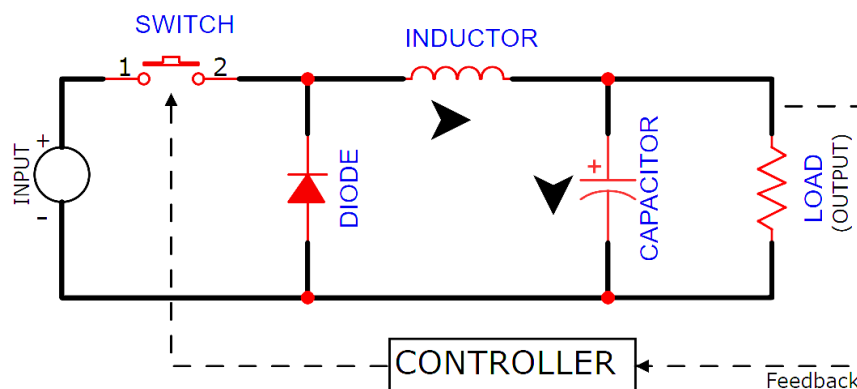 SWITCH
1
2
INDUCTOR
+
INPUT
-
DIODE
+
CAPACITOR
LOAD
(OUTPUT)
CONTROLLER
Feedback